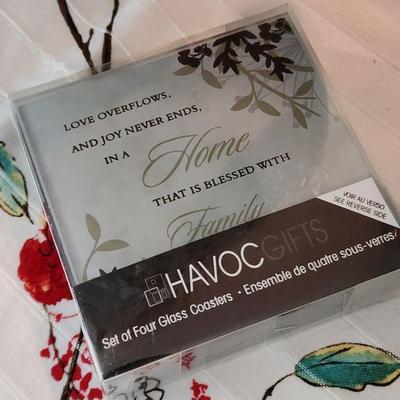 LOVE OVERFLOWS,
AND JOY NEVER ENDS,
IN A
Home
THAT IS BLESSED WITH
Family
VOIR AU VERSO
SEE REVERSE SIDE
HAVOCGIFTS
Set of Four Glass Coasters • Ensemble de quatre sous-verres